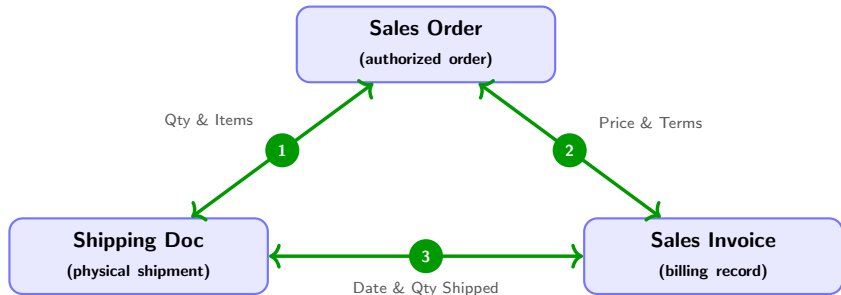 Sales Order
(authorized order)
Qty & Items
Price & Terms
1
2
Shipping Doc
(physical shipment)
3
Sales Invoice
(billing record)
Date & Qty Shipped